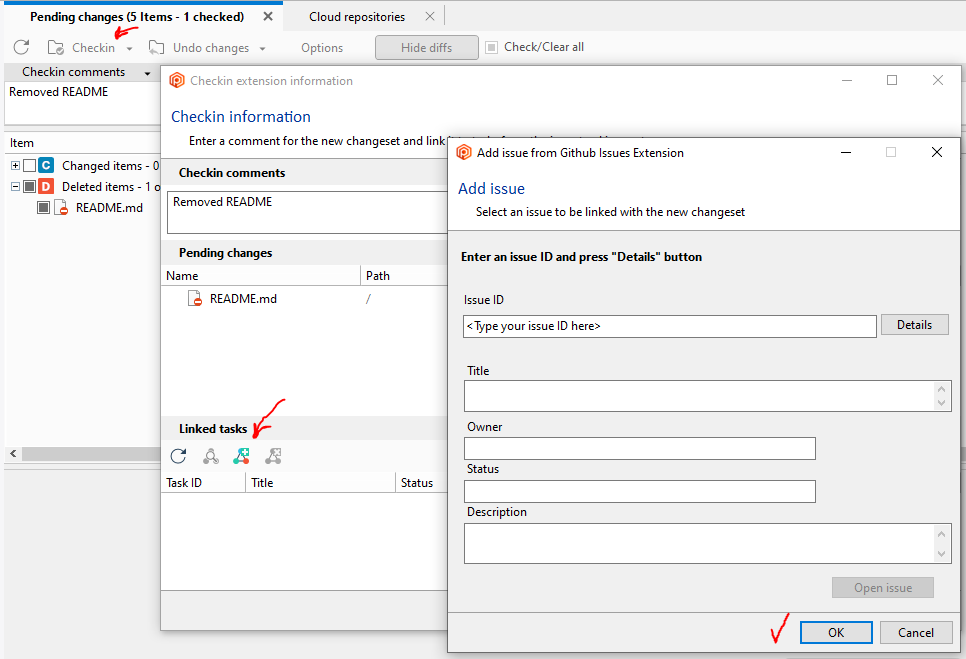 Pending changes (5 Items - 1 checked)
Cloud repositories
Checkin
Undo changes
Options
Hide diffs
Check/Clear all
Checkin comments
Removed README
Item
C Changed items - 0
D Deleted items - 1 o
README.md
Checkin extension information
Checkin information
Enter a comment for the new changeset and link
Checkin comments
Removed README
Pending changes
Name
Path
README.md
/
Linked tasks
Task ID
Title
Status
Add issue from Github Issues Extension
Add issue
Select an issue to be linked with the new changeset
Enter an issue ID and press "Details" button
Issue ID
<Type your issue ID here>
Details
Title
Owner
Status
Description
Open issue
OK
Cancel